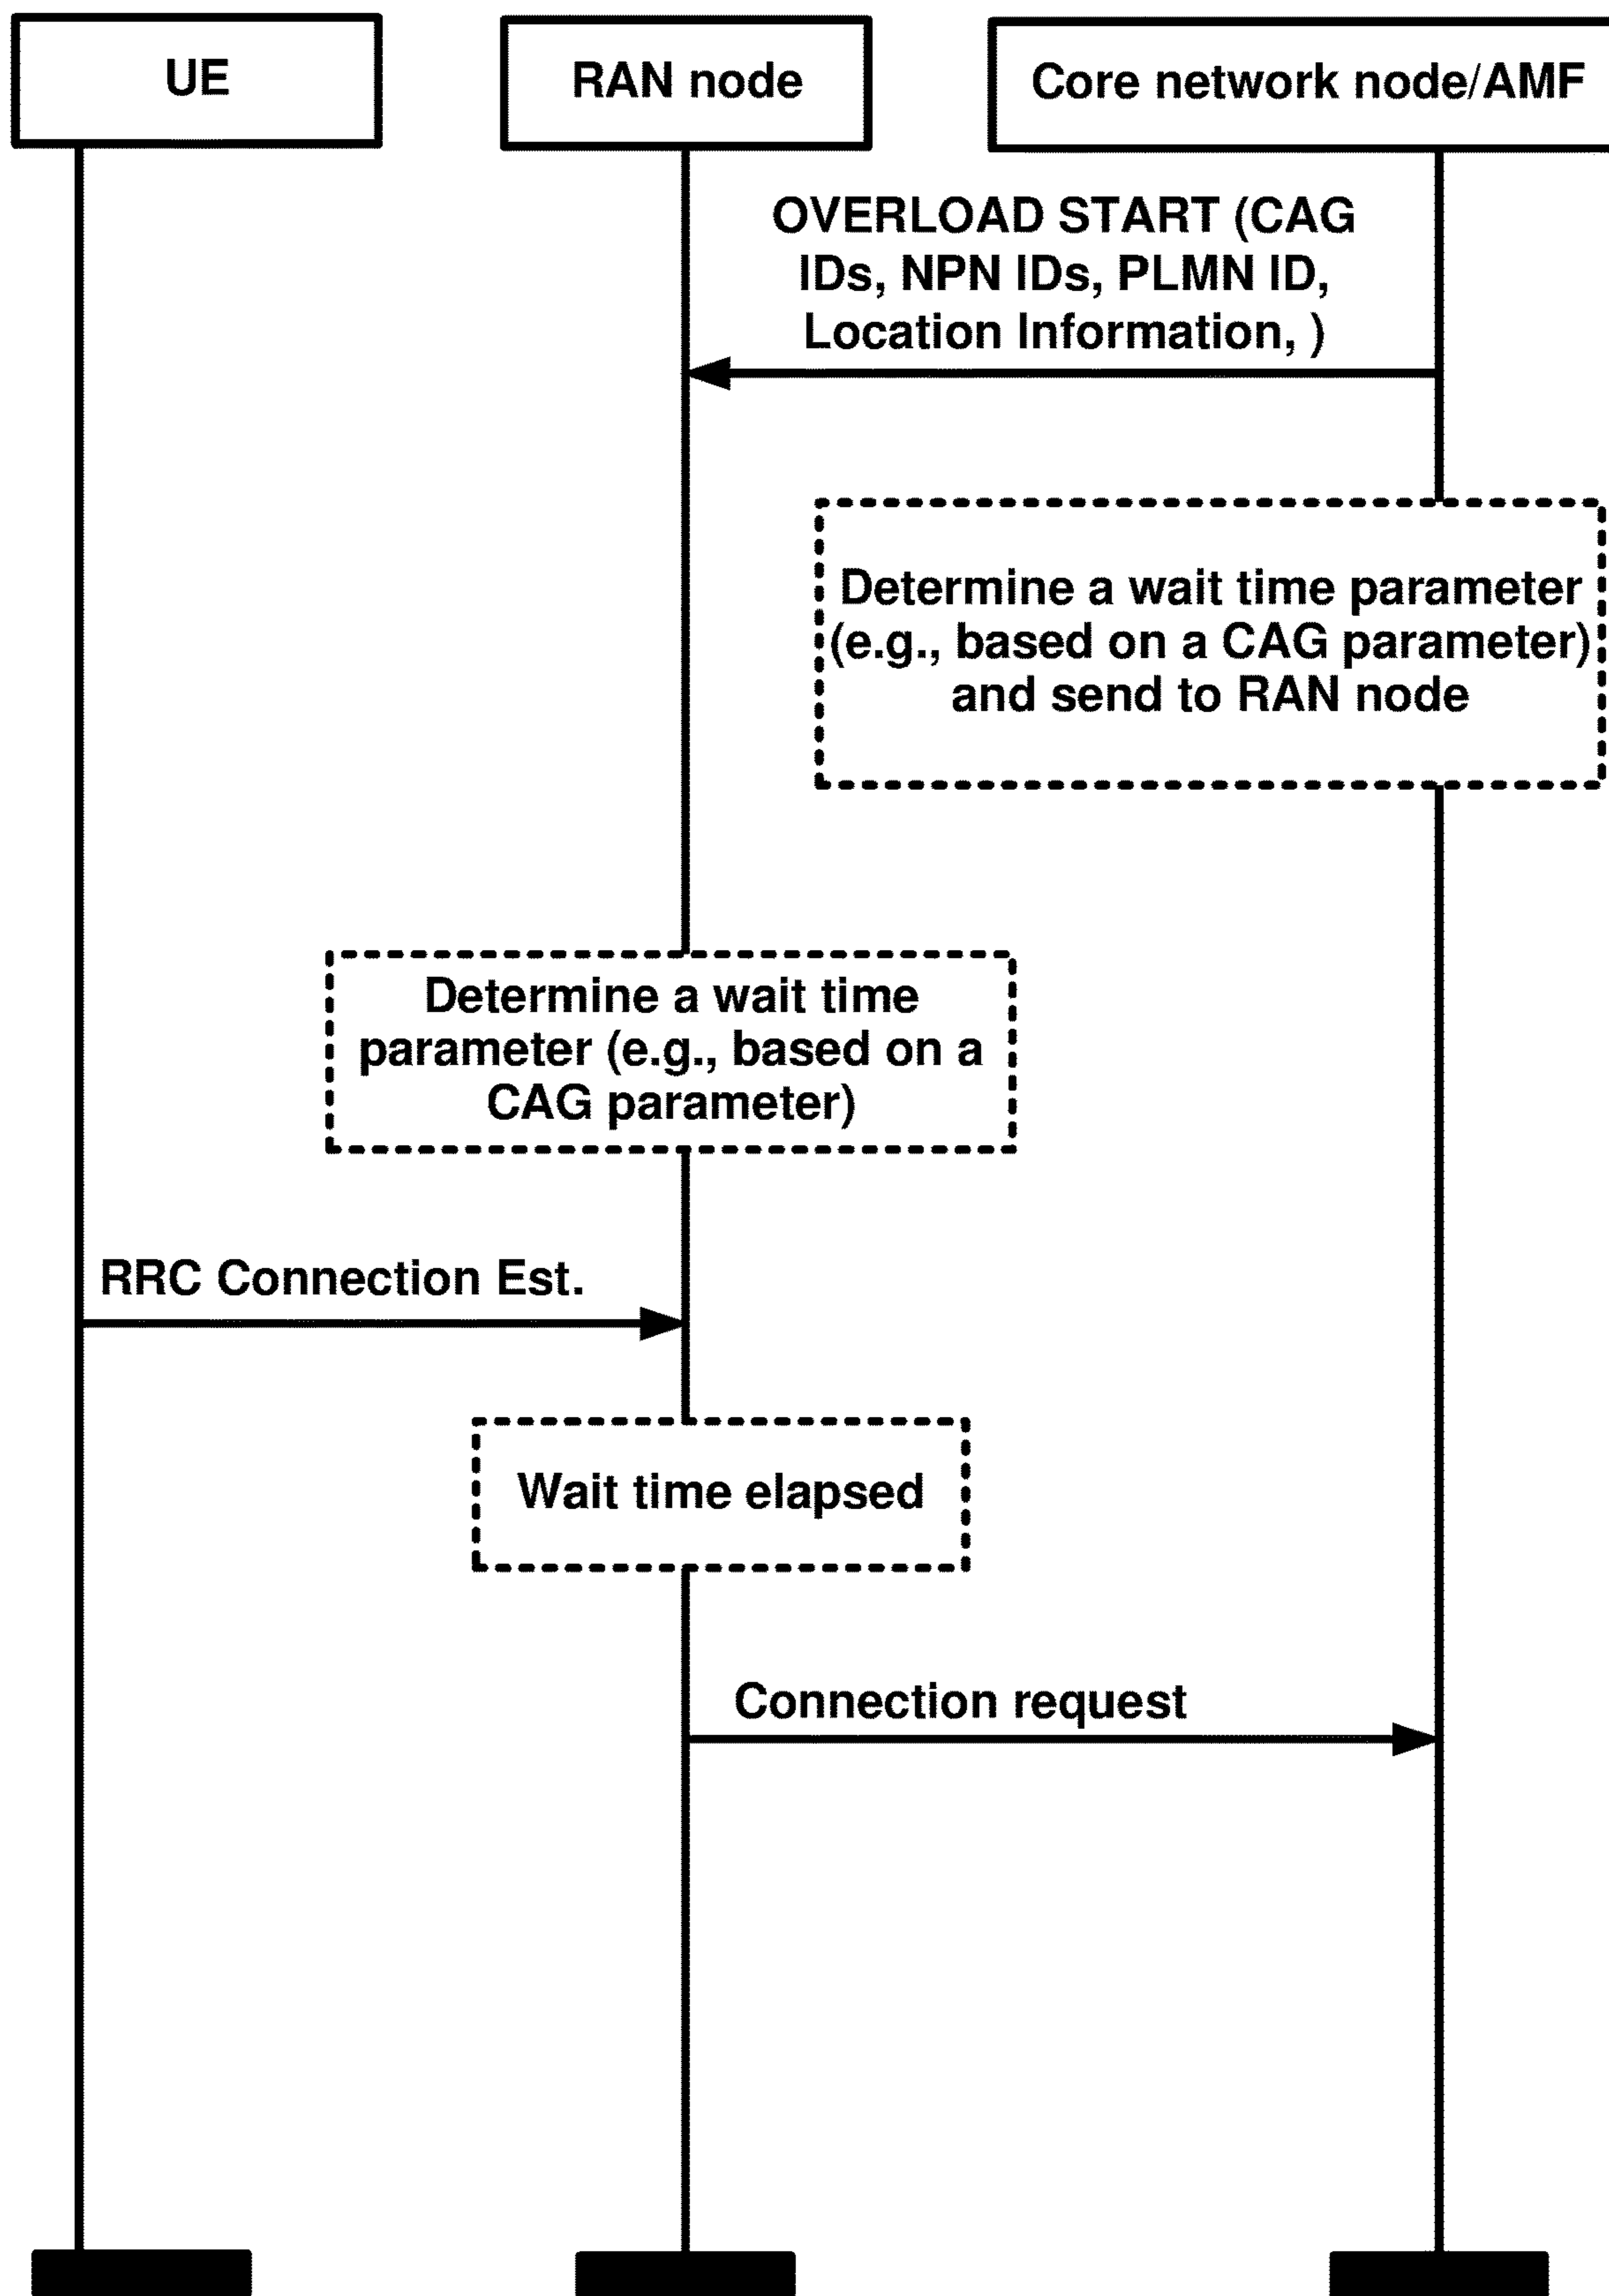 UE
RAN node
Core network node/AMF
OVERLOAD START (CAG
IDs, NPN IDs, PLMN ID,
Location Information, )
Determine a wait time parameter
(e.g., based on a CAG parameter)
and send to RAN node
Determine a wait time
parameter (e.g., based on a
CAG parameter)
RRC Connection Est.
Wait time elapsed
Connection request